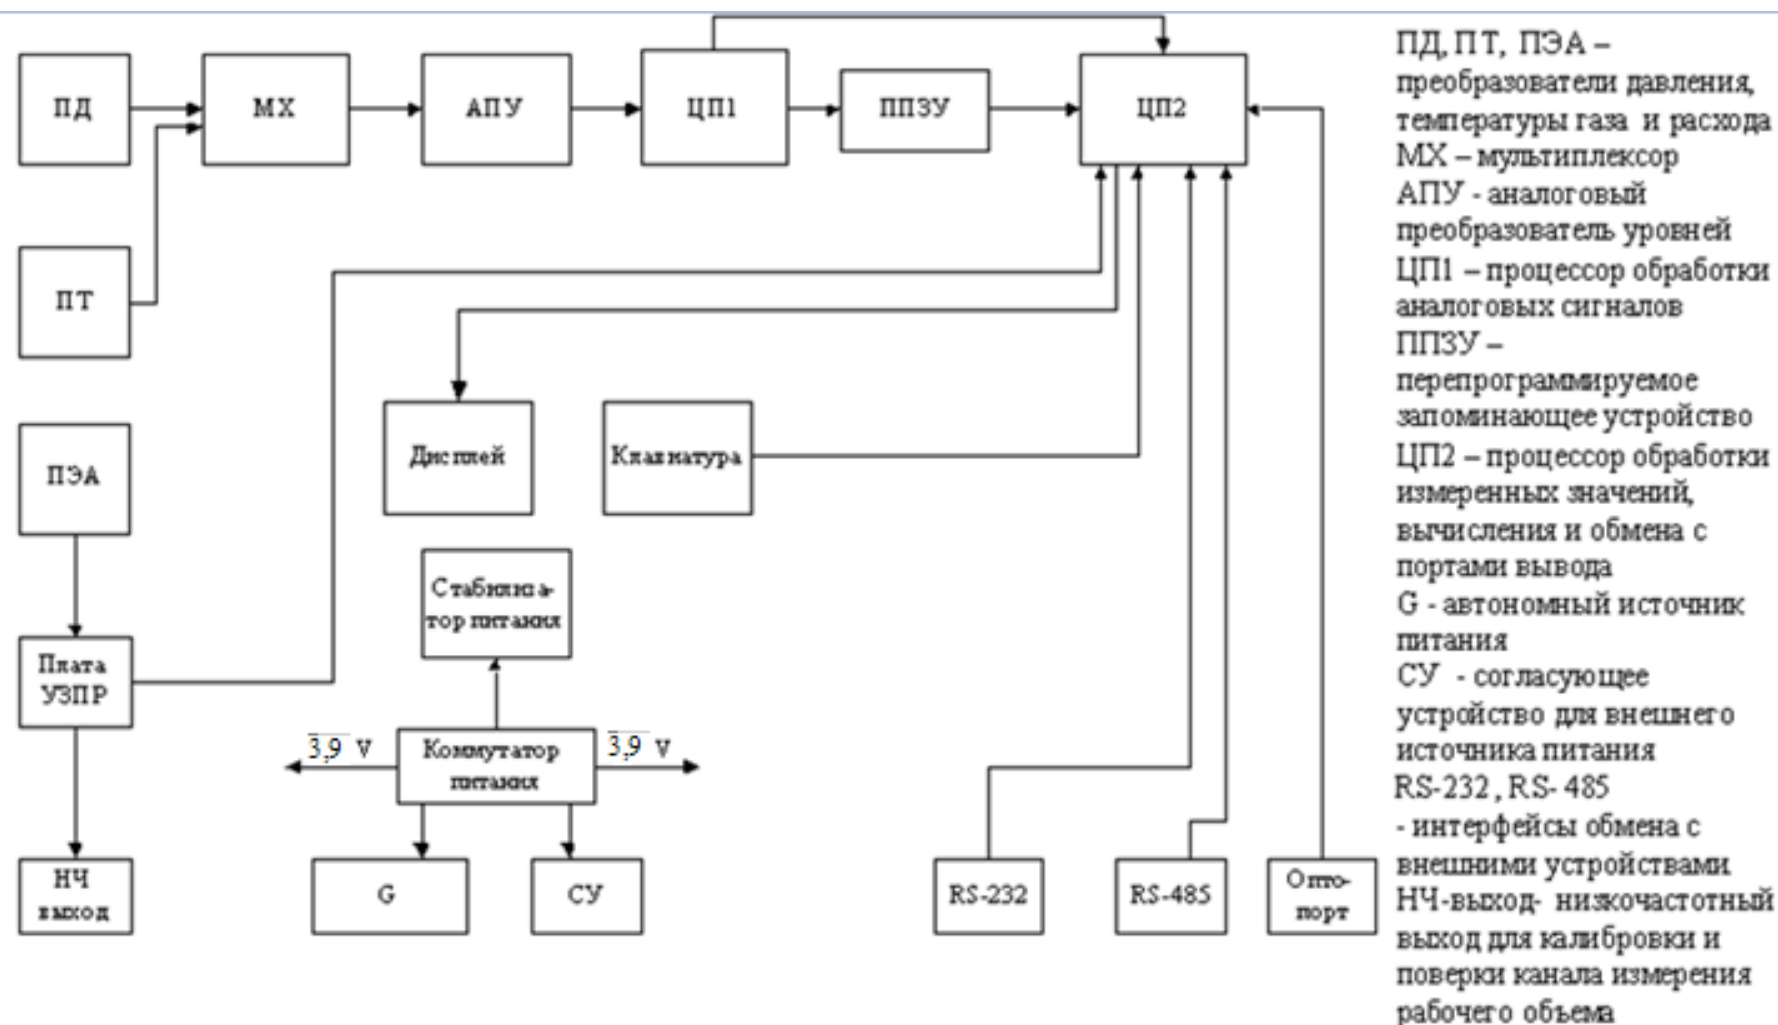 ПД
МХ
АПУ
ЦП1
ППЗУ
ЦП2
ПТ
ПЭА
Дисплей
Клавиатура
Стабилиза-
тор питания
Плата
УЗПР
3,9 V
Коммутатор
питания
3,9 V
НЧ
выход
G
СУ
RS-232
RS-485
Опто-
порт
ПД, ПТ, ПЭА –
преобразователи давления,
температуры газа и расхода
МХ – мультиплексор
АПУ - аналоговый
преобразователь уровней
ЦП1 – процессор обработки
аналоговых сигналов
ППЗУ –
перепрограммируемое
запоминающее устройство
ЦП2 – процессор обработки
измеренных значений,
вычисления и обмена с
портами вывода
G - автономный источник
питания
СУ - согласующее
устройство для внешнего
источника питания
RS-232, RS- 485
- интерфейсы обмена с
внешними устройствами
НЧ-выход- низкочастотный
выход для калибровки и
поверки канала измерения
рабочего объема